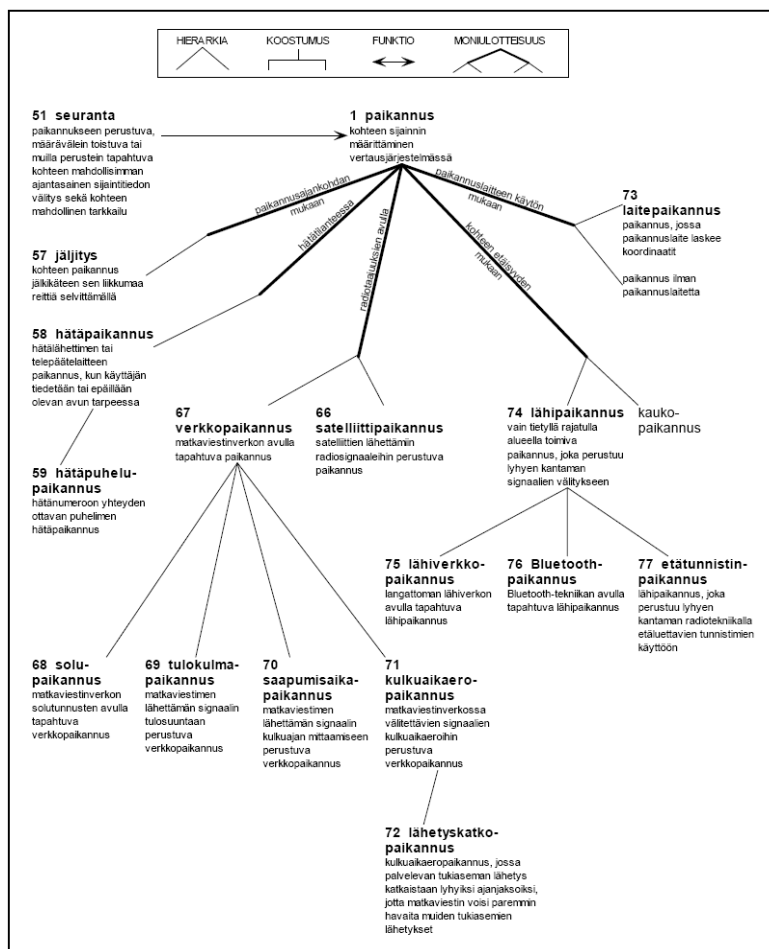 HIERARKIA
KOOSTUMUS
FUNKTIO
MONIULOTTEISUUS
51 seuranta
paikannukseen perustuva,
määrävälein toistuva tai
muilla perustein tapahtuva
kohteen mahdollisimman
ajantasainen sijaintitiedon
välitys sekä kohteen
mahdollinen tarkkailu
1 paikannus
kohteen sijainnin
määrittäminen
vertausjärjestelmässä
paikannusajankohdan
mukaan
hätätilanteessa
radiotaajuuksien avulla
kohteen etäisyyden
mukaan
paikannuslaitteen käytön
mukaan
73
laitepaikannus
paikannus, jossa
paikannuslaite laskee
koordinaatit
paikannus ilman
paikannuslaitetta
57 jäljitys
kohteen paikannus
jälkikäteen sen liikkumaa
reittiä selvittämällä
58 hätäpaikannus
hätälähettimen tai
telepäätelaitteen
paikannus, kun käyttäjän
tiedetään tai epäillään
olevan avun tarpeessa
59 hätäpuhelu-
paikannus
hätänumeroon yhteyden
ottavan puhelimen
hätäpaikannus
67
verkkopaikannus
matkaviestinverkon avulla
tapahtuva paikannus
66
satelliittipaikannus
satelliittien lähettämiin
radiosignaaleihin perustuva
paikannus
74 lähipaikannus
vain tietyllä rajatulla
alueella toimiva
paikannus, joka perustuu
lyhyen kantaman
signaalien välitykseen
kauko-
paikannus
75 lähiverkko-
paikannus
langattoman lähiverkon
avulla tapahtuva
lähipaikannus
76 Bluetooth-
paikannus
Bluetooth-tekniikan avulla
tapahtuva lähipaikannus
77 etätunnistin-
paikannus
lähipaikannus, joka
perustuu lyhyen
kantaman radiotekniikalla
etäluettavien tunnistimien
käyttöön
68 solu-
paikannus
matkaviestinverkon
solutunnusten avulla
tapahtuva
verkkopaikannus
69 tulokulma-
paikannus
matkaviestimen
lähettämän signaalin
tulosuuntaan
perustuva
verkkopaikannus
70
saapumisaika-
paikannus
matkaviestimen
lähettämän signaalin
kulkuajan mittaamiseen
perustuva
verkkopaikannus
71
kulkuaikaero-
paikannus
matkaviestinverkossa
välitettävien signaalien
kulkuaikaeroihin
perustuva
verkkopaikannus
72 lähetyskatko-
paikannus
kulkuaikaeropaikannus, jossa
palvelevan tukiaseman lähetys
katkaistaan lyhyiksi ajanjaksoiksi,
jotta matkaviestin voisi paremmin
havaita muiden tukiasemien
lähetykset